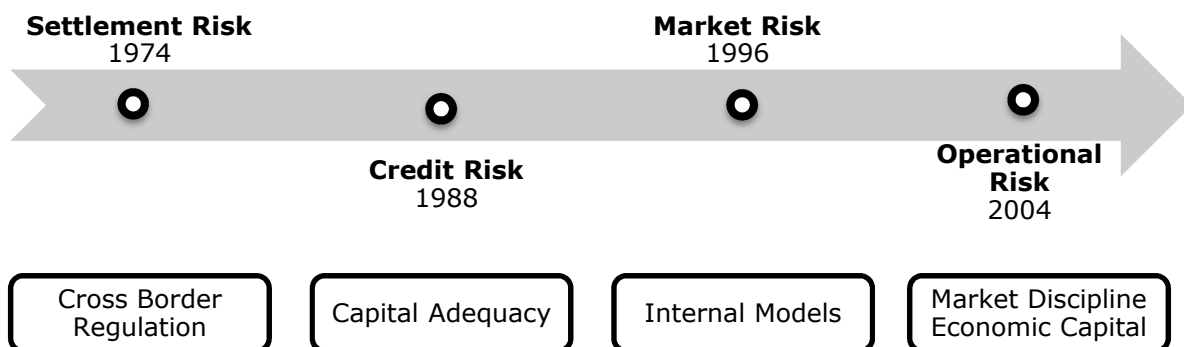 Settlement Risk
1974
Market Risk
1996
Credit Risk
1988
Operational
Risk
2004
Cross Border
Regulation
Capital Adequacy
Internal Models
Market Discipline
Economic Capital